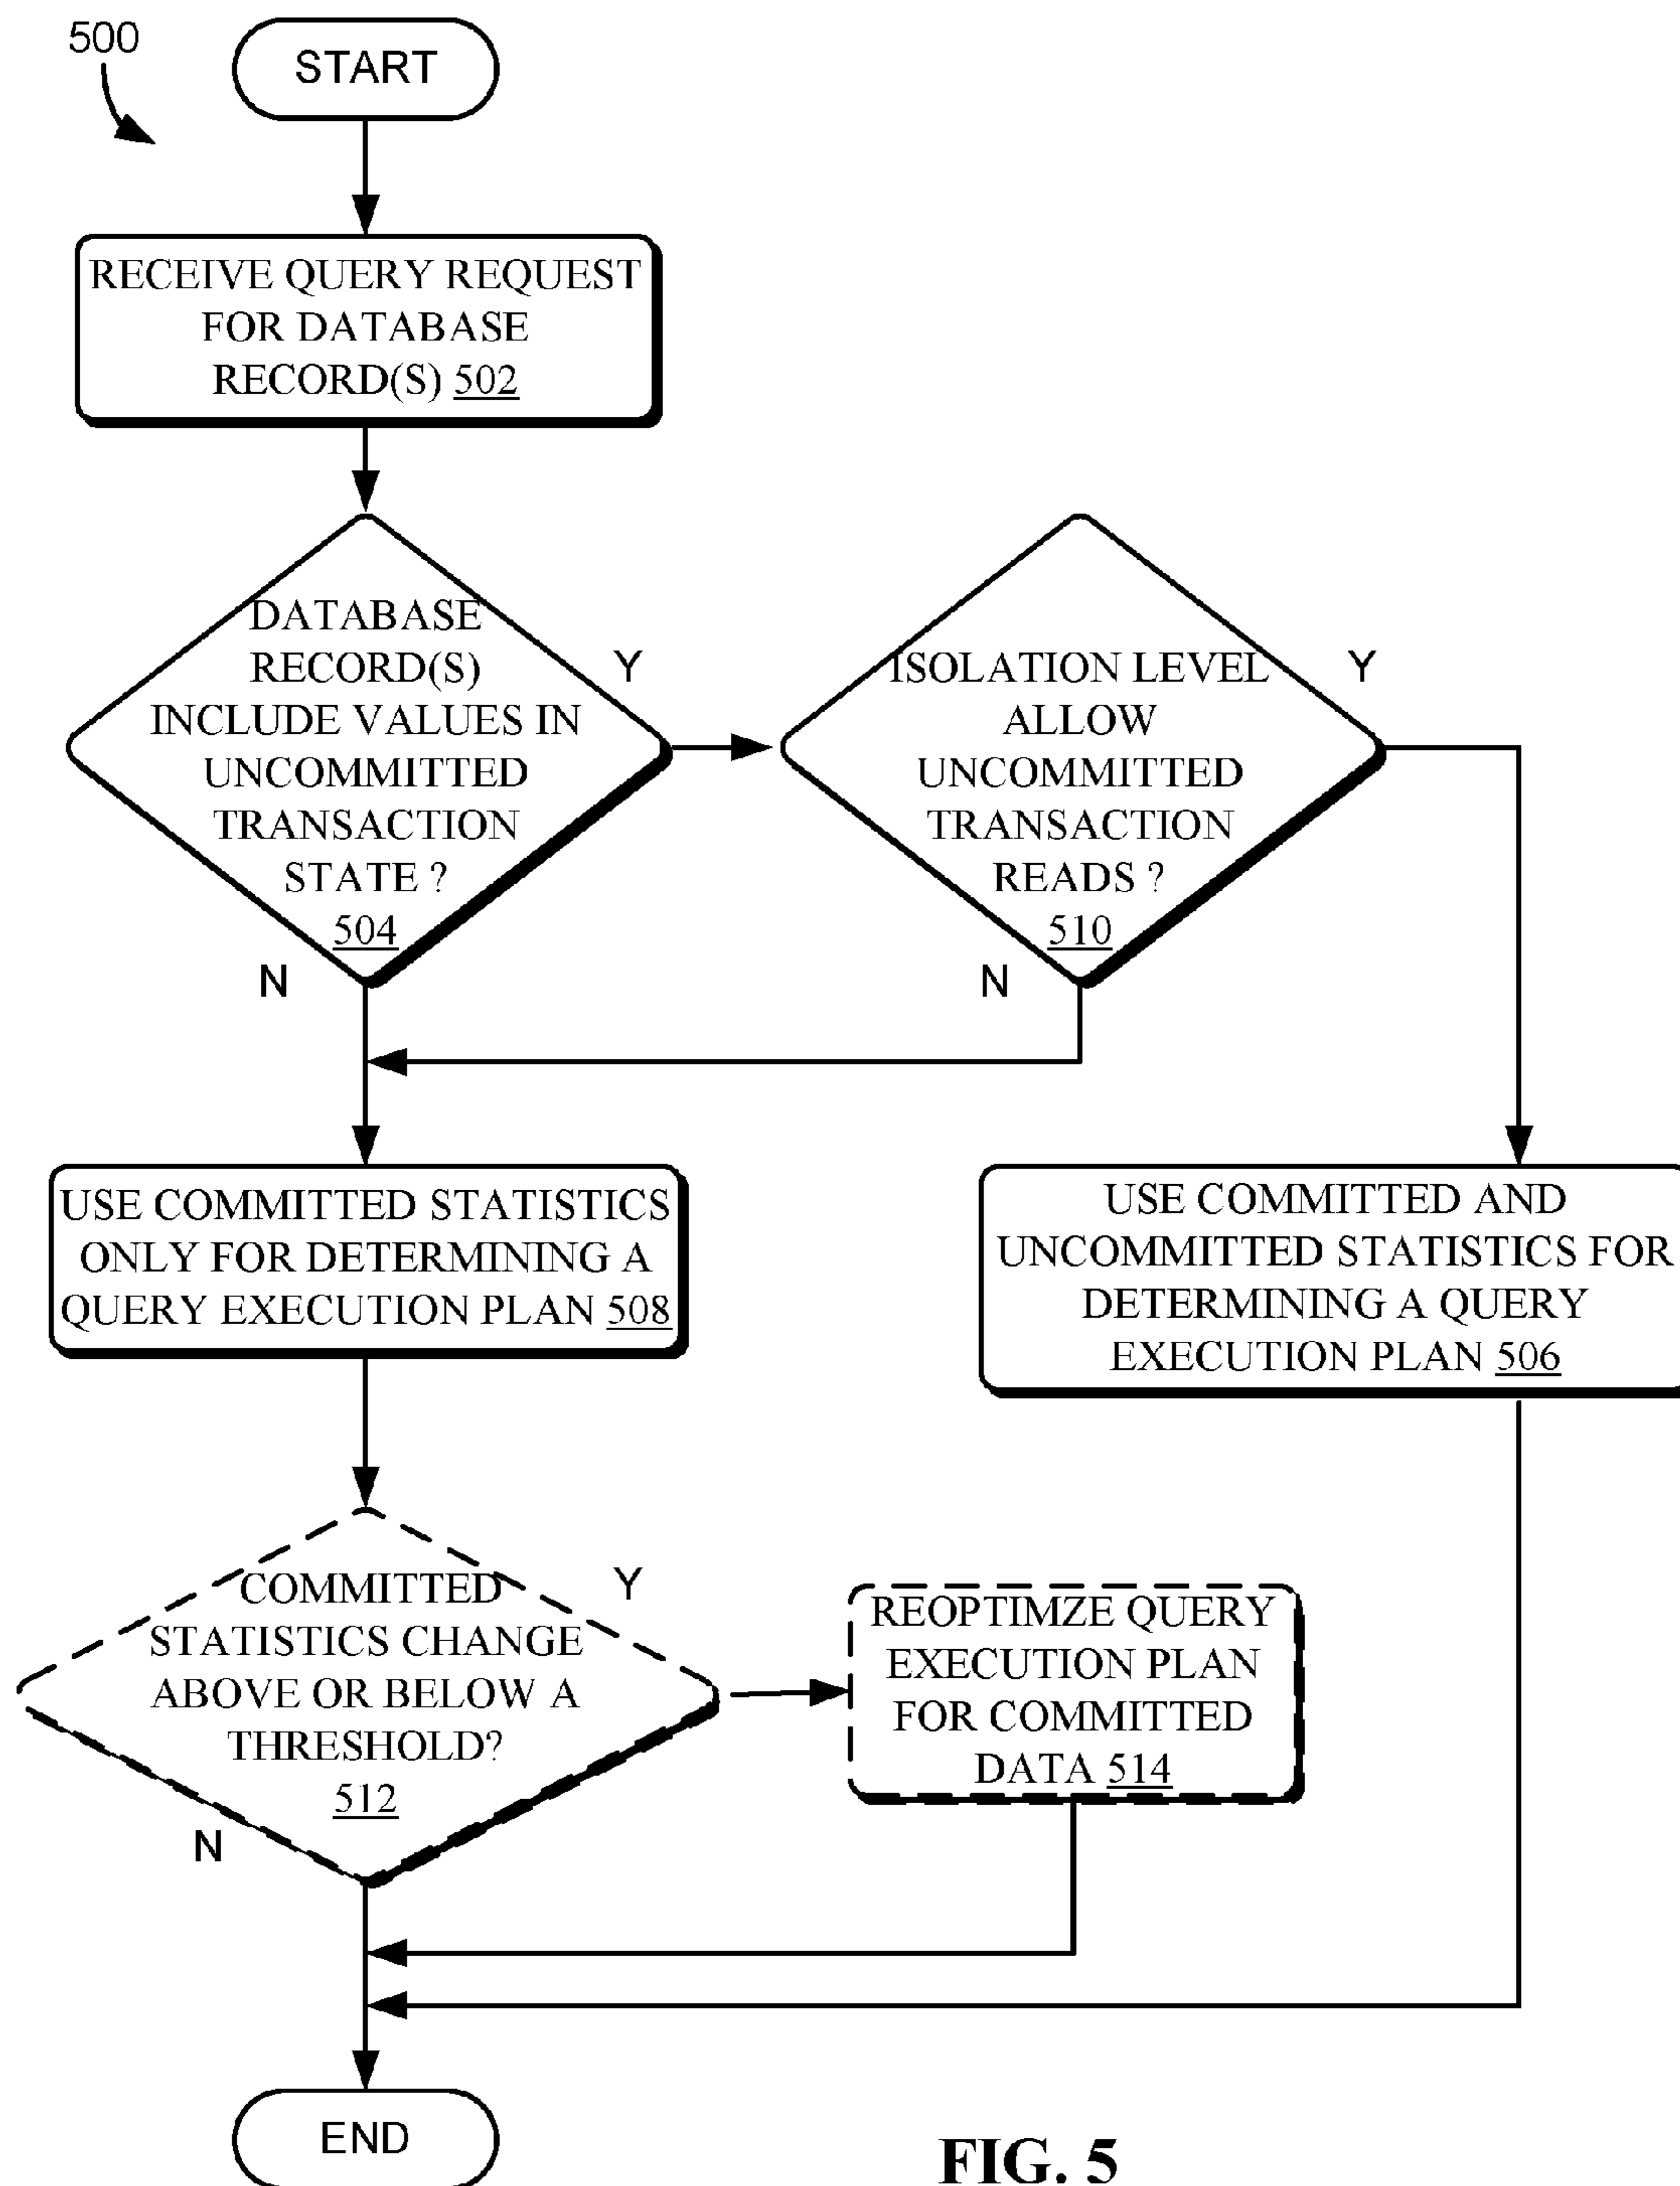 500
START
RECEIVE QUERY REQUEST
FOR DATABASE
RECORD(S) 502
DATABASE
RECORD(S)
INCLUDE VALUES IN
UNCOMMITTED
TRANSACTION
STATE ?
504
Y
N
ISOLATION LEVEL
ALLOW
UNCOMMITTED
TRANSACTION
READS ?
510
Y
N
USE COMMITTED STATISTICS
ONLY FOR DETERMINING A
QUERY EXECUTION PLAN 508
USE COMMITTED AND
UNCOMMITTED STATISTICS FOR
DETERMINING A QUERY
EXECUTION PLAN 506
COMMITTED
STATISTICS CHANGE
ABOVE OR BELOW A
THRESHOLD?
512
Y
N
REOPTIMZE QUERY
EXECUTION PLAN
FOR COMMITTED
DATA 514
END
FIG. 5